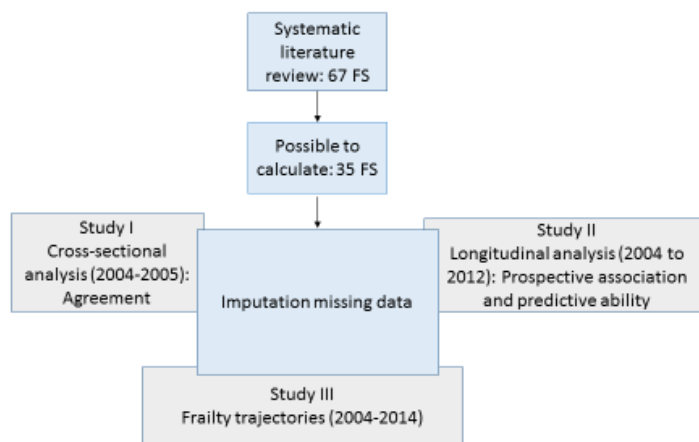 Systematic
literature
review: 67 FS
Possible to
calculate: 35 FS
Study I
Cross-sectional
analysis (2004-2005):
Agreement
Imputation missing data
Study II
Longitudinal analysis (2004 to
2012): Prospective association
and predictive ability
Study III
Frailty trajectories (2004-2014)